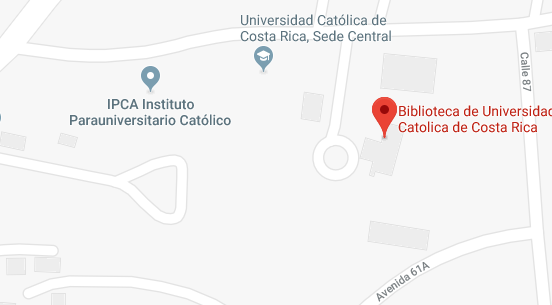 Universidad Católica de
Costa Rica, Sede Central
Calle 87
IPCA Instituto
Parauniversitario Católico
Biblioteca de Universidad
Catolica de Costa Rica
Avenida 61A